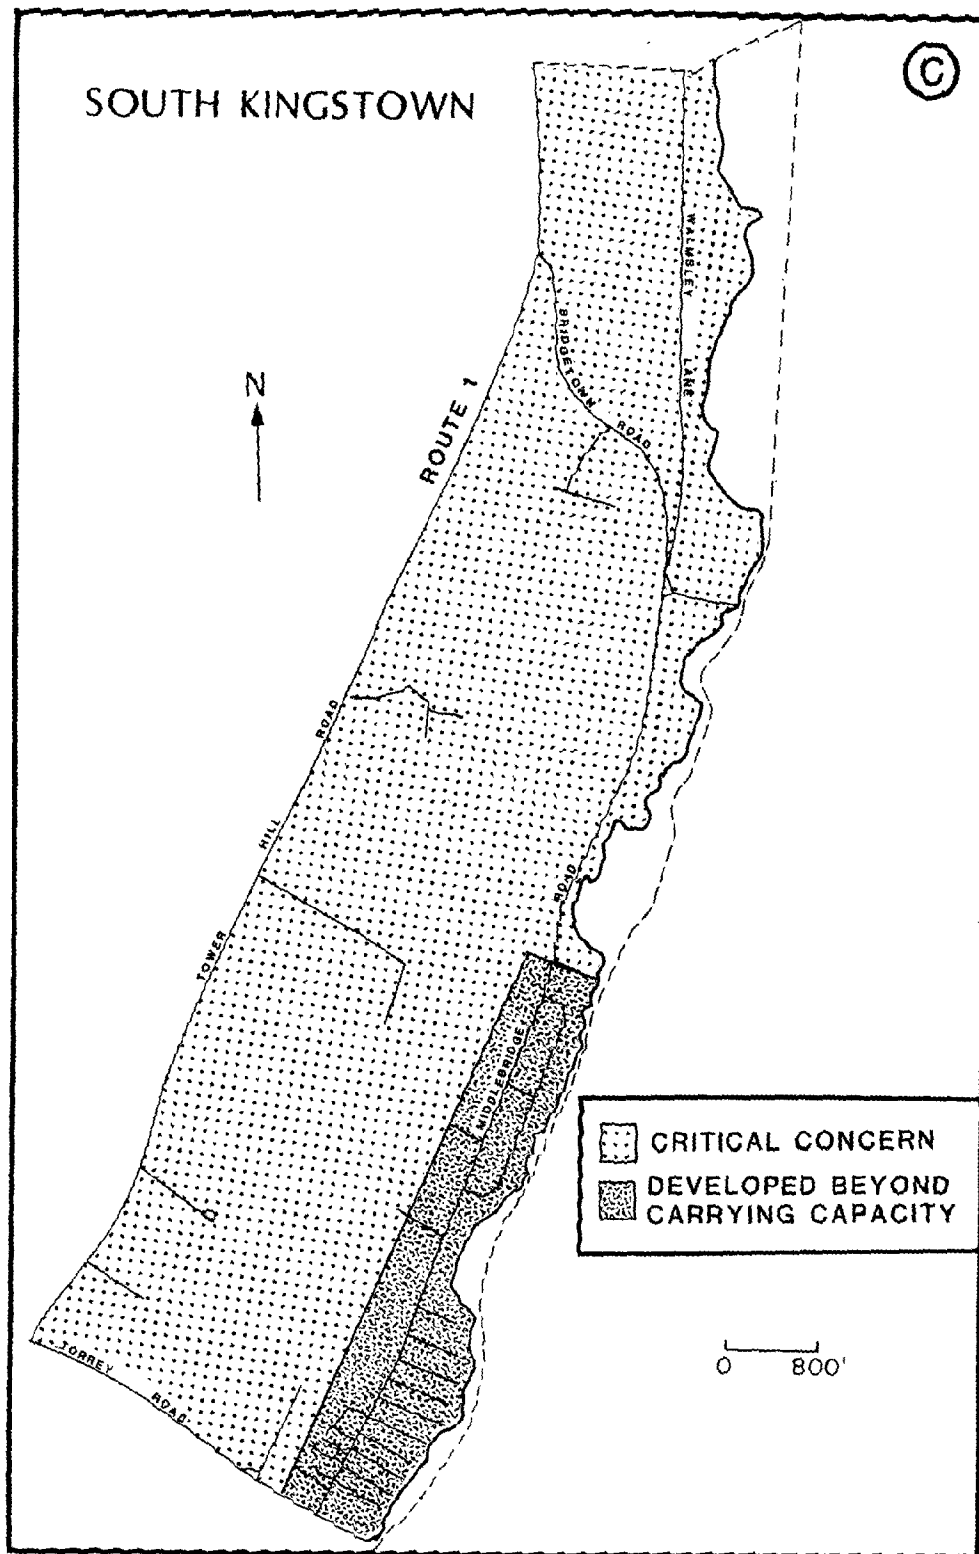 SOUTH KINGSTOWN
C
WALMSLEY LANE
BRIDGETOWN ROAD
N
ROUTE 1
TOWER HILL ROAD
MIDDLEBRIDGE ROAD
CRITICAL CONCERN
DEVELOPED BEYOND
CARRYING CAPACITY
0 800'
TORREY ROAD